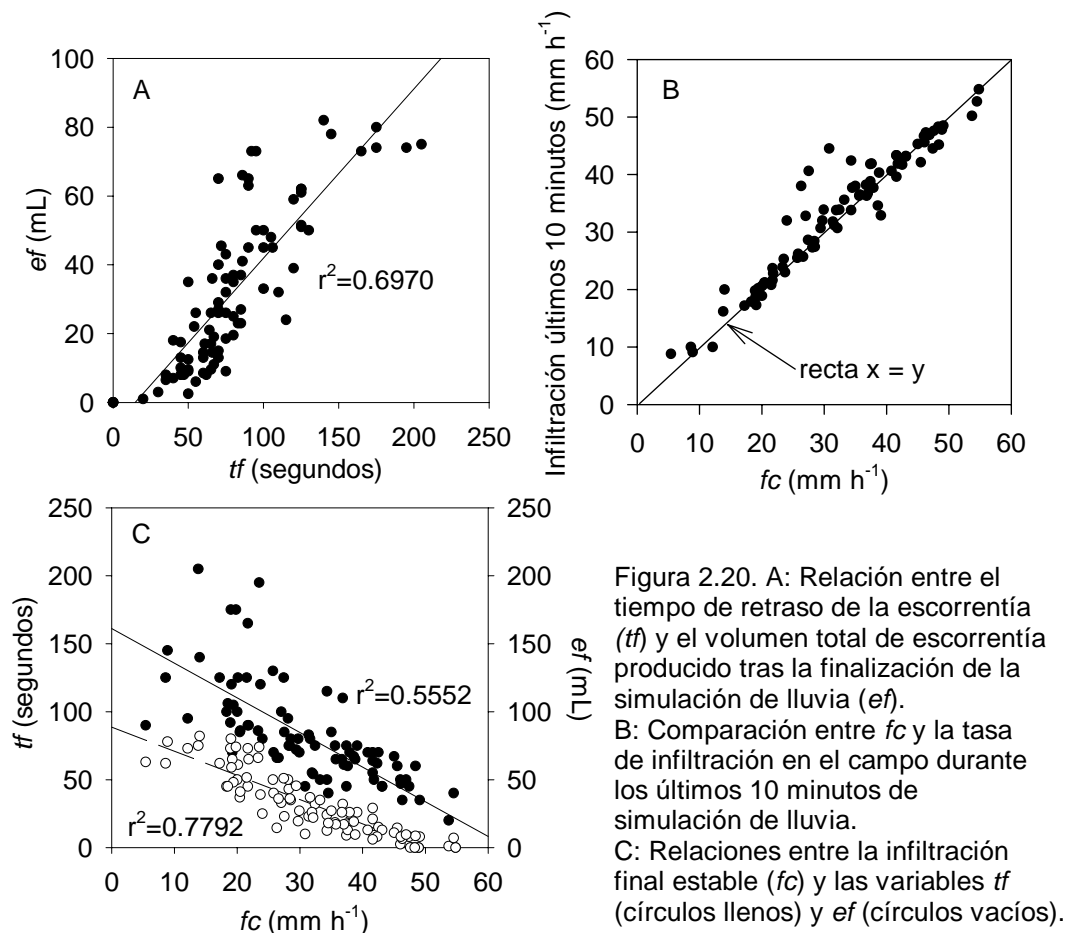 A
100
80
60
40
20
0
ef (mL)
r²=0.6970
0 50 100 150 200 250
tf (segundos)
B
60
50
40
30
20
10
0
Infiltración últimos 10 minutos (mm h⁻¹)
recta x = y
0 10 20 30 40 50 60
fc (mm h⁻¹)
C
250
200
150
100
50
0
tf (segundos)
250
200
150
100
50
0
ef (mL)
r²=0.5552
r²=0.7792
0 10 20 30 40 50 60
fc (mm h⁻¹)
Figura 2.20. A: Relación entre el
tiempo de retraso de la escorrentía
(tf) y el volumen total de escorrentía
producido tras la finalización de la
simulación de lluvia (ef).
B: Comparación entre fc y la tasa
de infiltración en el campo durante
los últimos 10 minutos de
simulación de lluvia.
C: Relaciones entre la infiltración
final estable (fc) y las variables tf
(círculos llenos) y ef (círculos vacíos).